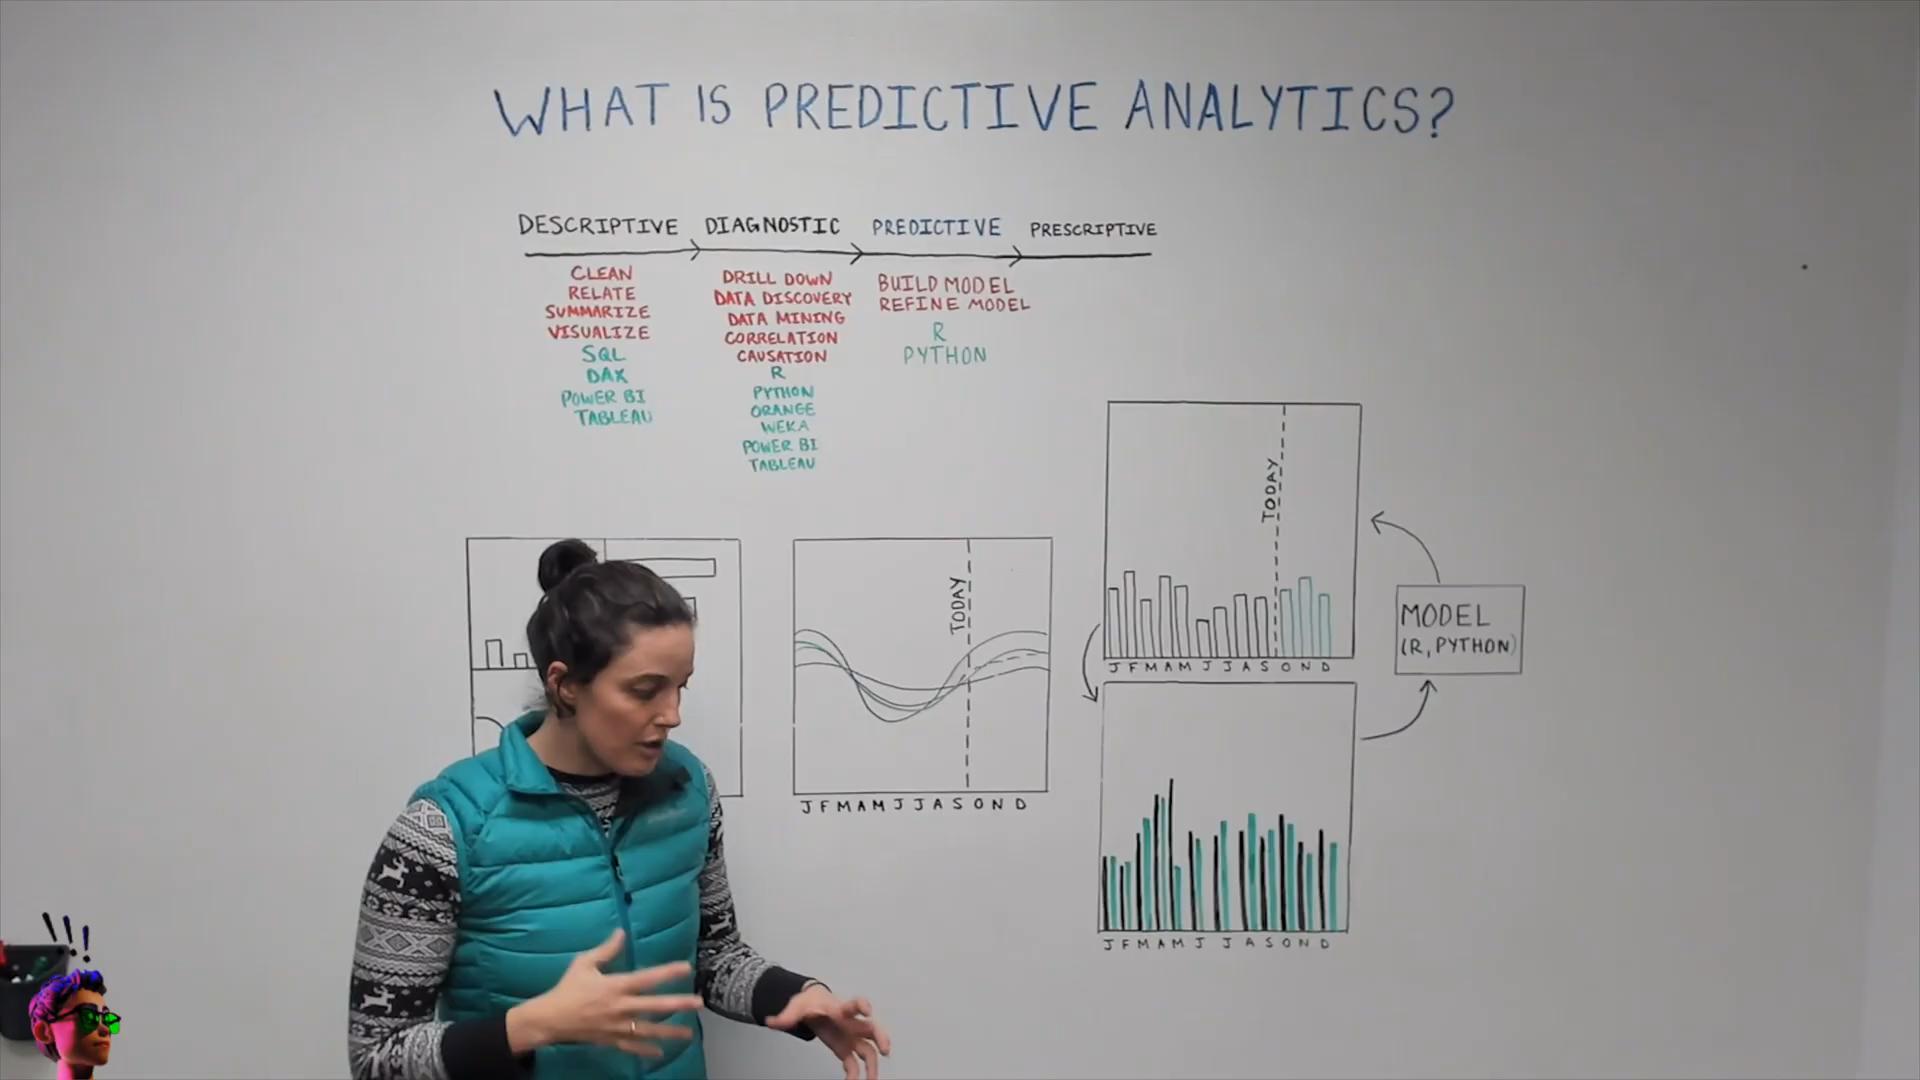 WHAT IS PREDICTIVE ANALYTICS?
DESCRIPTIVE
CLEAN
RELATE
SUMMARIZE
VISUALIZE
SQL
DAX
POWER BI
TABLEAU
DIAGNOSTIC
DRILL DOWN
DATA DISCOVERY
DATA MINING
CORRELATION
CAUSATION
R
PYTHON
ORANGE
WEKA
POWER BI
TABLEAU
PREDICTIVE
BUILD MODEL
REFINE MODEL
R
PYTHON
PRESCRIPTIVE
TODAY
J F M A M J J A S O N D
TODAY
J F M A M J J A S O N D
MODEL
(R, PYTHON)
J F M A M J J A S O N D